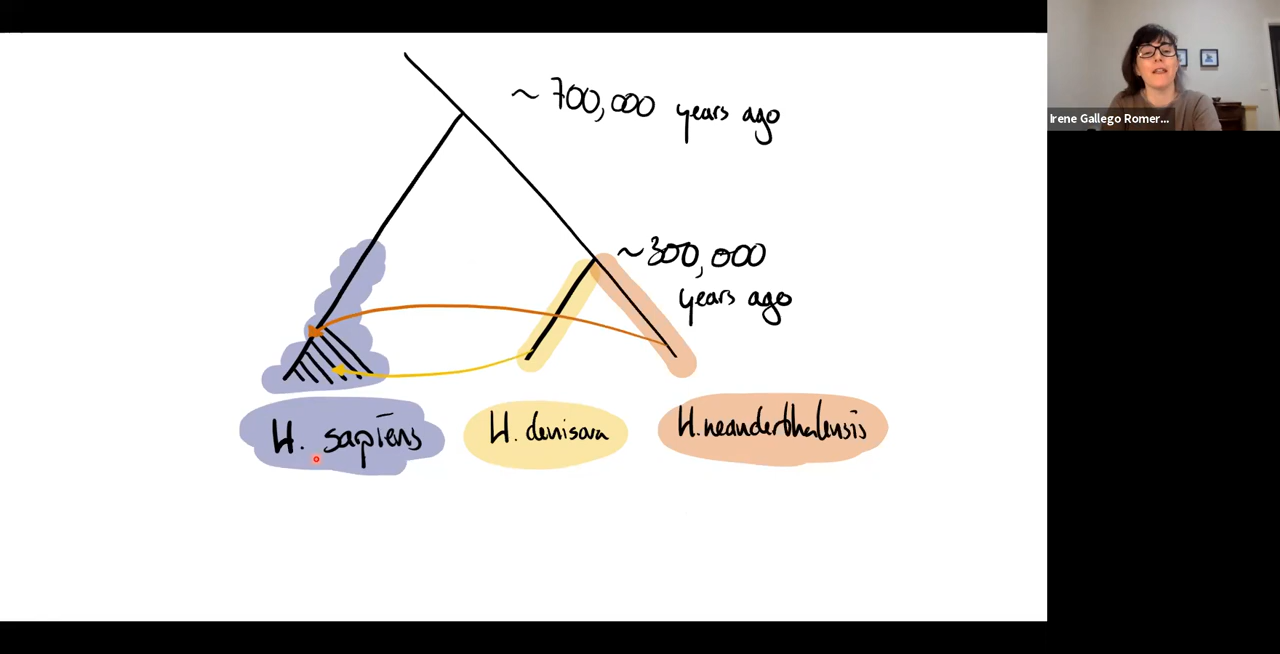 ~ 700,000 years ago
Irene Gallego Romer...
~300,000
years ago
H. sapiens
H. denisova
H. neanderthalensis